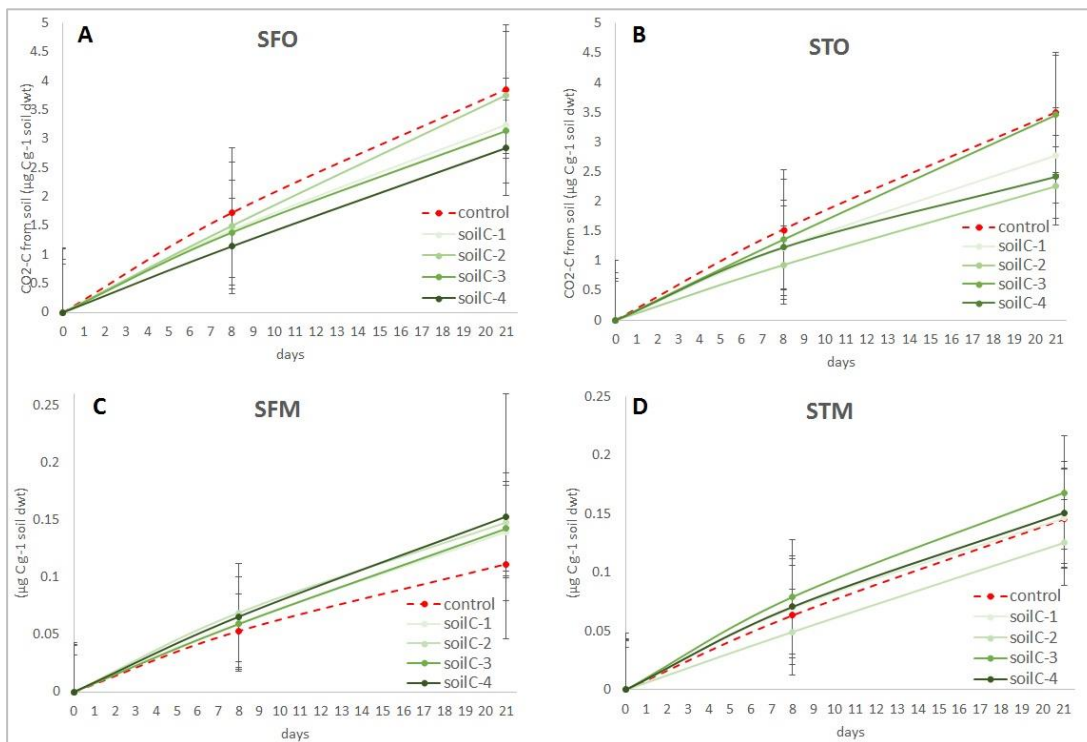 A
SFO
CO2-C from soil (µg Cg-1 soil dwt)
5
4.5
4
3.5
3
2.5
2
1.5
1
0.5
0
control
soilC-1
soilC-2
soilC-3
soilC-4
0 1 2 3 4 5 6 7 8 9 10 11 12 13 14 15 16 17 18 19 20 21
days
B
STO
CO2-C from soil (µg Cg-1 soil dwt)
5
4.5
4
3.5
3
2.5
2
1.5
1
0.5
0
control
soilC-1
soilC-2
soilC-3
soilC-4
0 1 2 3 4 5 6 7 8 9 10 11 12 13 14 15 16 17 18 19 20 21
days
C
SFM
(µg Cg-1 soil dwt)
0.25
0.2
0.15
0.1
0.05
0
control
soilC-1
soilC-2
soilC-3
soilC-4
0 1 2 3 4 5 6 7 8 9 10 11 12 13 14 15 16 17 18 19 20 21
days
D
STM
(µg Cg-1 soil dwt)
0.25
0.2
0.15
0.1
0.05
0
control
soilC-1
soilC-2
soilC-3
soilC-4
0 1 2 3 4 5 6 7 8 9 10 11 12 13 14 15 16 17 18 19 20 21
days